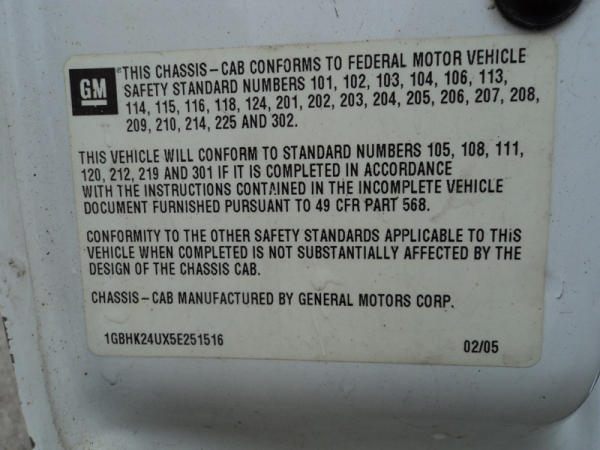 GM
THIS CHASSIS-CAB CONFORMS TO FEDERAL MOTOR VEHICLE
SAFETY STANDARD NUMBERS 101, 102, 103, 104, 106, 113,
114, 115, 116, 118, 124, 201, 202, 203, 204, 205, 206, 207, 208,
209, 210, 214, 225 AND 302.
THIS VEHICLE WILL CONFORM TO STANDARD NUMBERS 105, 108, 111,
120, 212, 219 AND 301 IF IT IS COMPLETED IN ACCORDANCE
WITH THE INSTRUCTIONS CONTAINED IN THE INCOMPLETE VEHICLE
DOCUMENT FURNISHED PURSUANT TO 49 CFR PART 568.
CONFORMITY TO THE OTHER SAFETY STANDARDS APPLICABLE TO THIS
VEHICLE WHEN COMPLETED IS NOT SUBSTANTIALLY AFFECTED BY THE
DESIGN OF THE CHASSIS CAB.
CHASSIS-CAB MANUFACTURED BY GENERAL MOTORS CORP.
1GBHK24UX5E251516
02/05